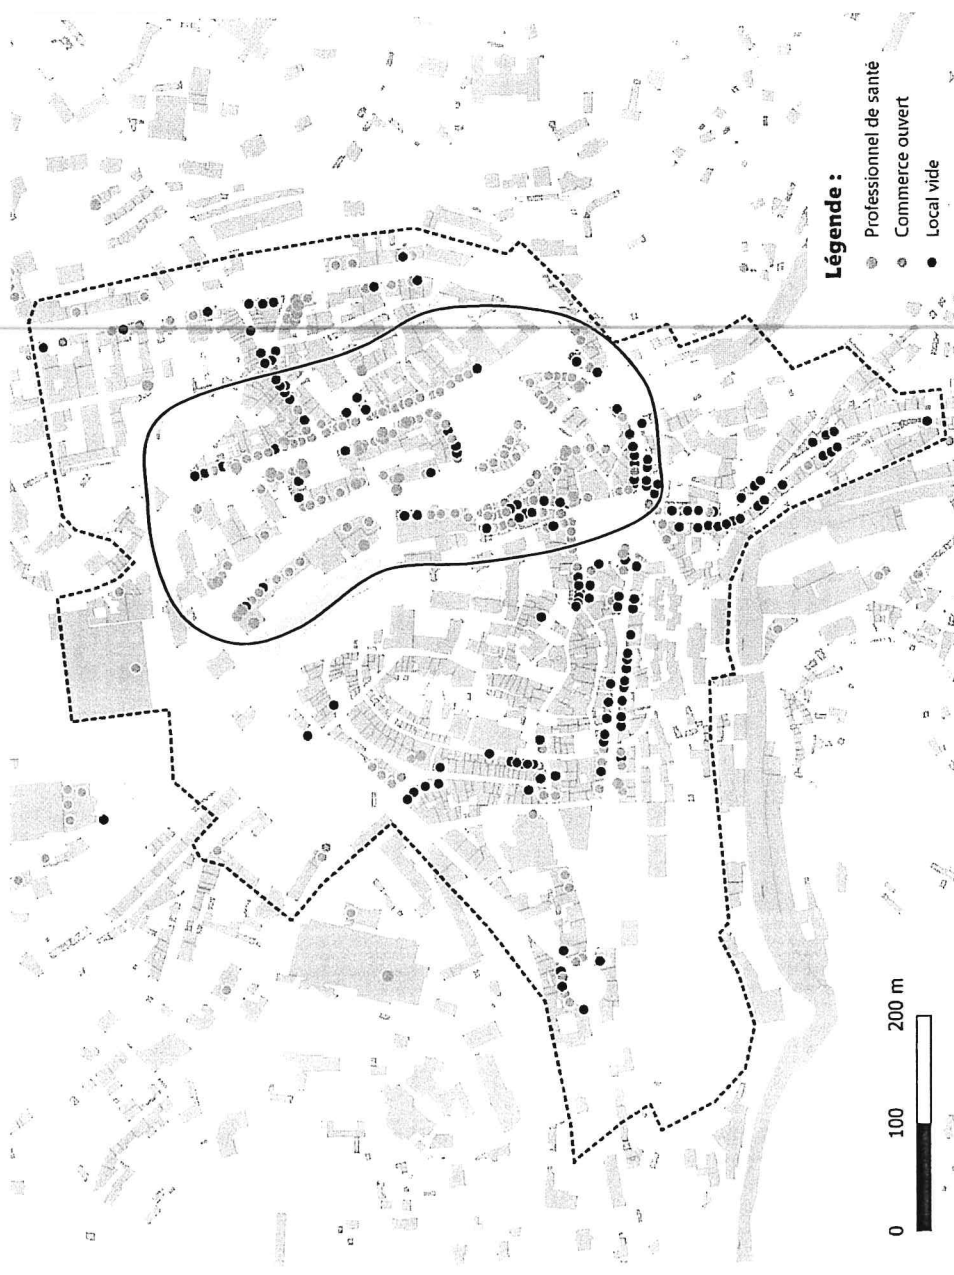 Légende :
Professionnel de santé
Commerce ouvert
Local vide
0 100 200 m